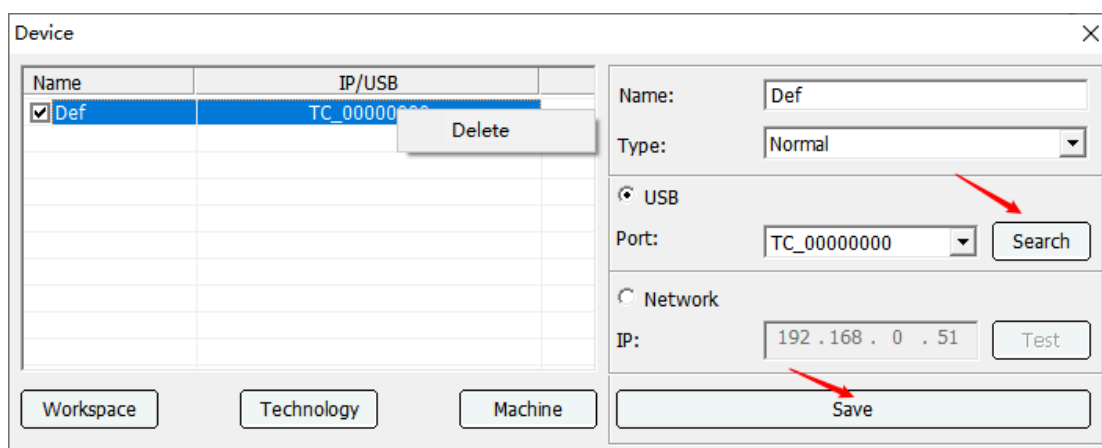 Device
Name IP/USB
Def TC_00000000
Delete
Name: Def
Type: Normal
USB
Port: TC_00000000 Search
Network
IP: 192 . 168 . 0 . 51 Test
Workspace Technology Machine Save